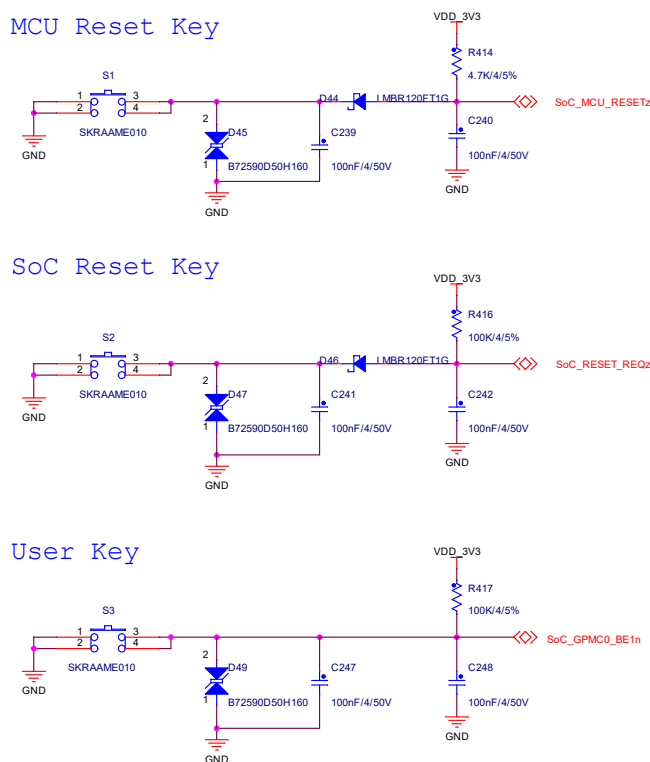 MCU Reset Key
VDD_3V3
R414
4.7K/4/5%
S1
1
3
2
4
SKRAAME010
GND
D44
LMBR120FT1G
SoC_MCU_RESETz
2
D45
1
B72590D50H160
C239
100nF/4/50V
C240
100nF/4/50V
GND
GND
SoC Reset Key
VDD_3V3
R416
100K/4/5%
S2
1
3
2
4
SKRAAME010
GND
D46
LMBR120FT1G
SoC_RESET_REQz
2
D47
1
B72590D50H160
C241
100nF/4/50V
C242
100nF/4/50V
GND
GND
User Key
VDD_3V3
R417
100K/4/5%
S3
1
3
2
4
SKRAAME010
GND
SoC_GPMC0_BE1n
2
D49
1
B72590D50H160
C247
100nF/4/50V
C248
100nF/4/50V
GND
GND